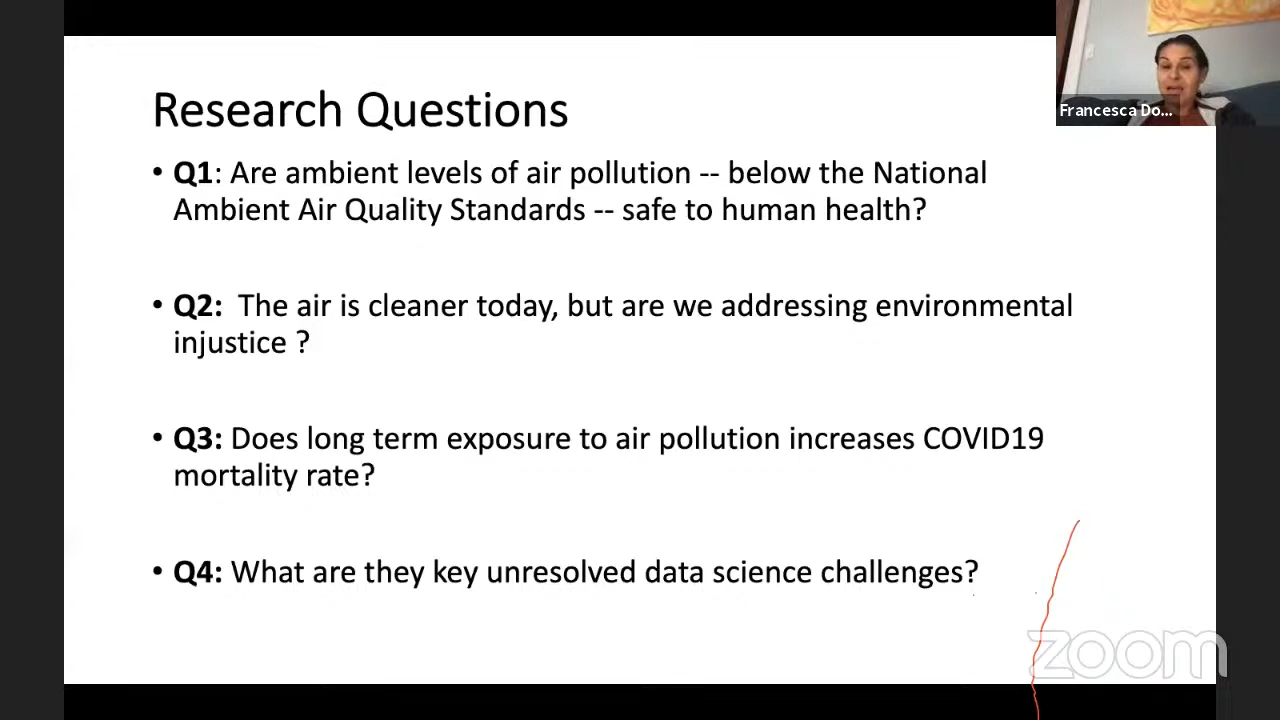 Research Questions
• Q1: Are ambient levels of air pollution -- below the National
Ambient Air Quality Standards -- safe to human health?
• Q2:  The air is cleaner today, but are we addressing environmental
injustice ?
• Q3: Does long term exposure to air pollution increases COVID19
mortality rate?
• Q4: What are they key unresolved data science challenges?
Francesca Do...
zoom